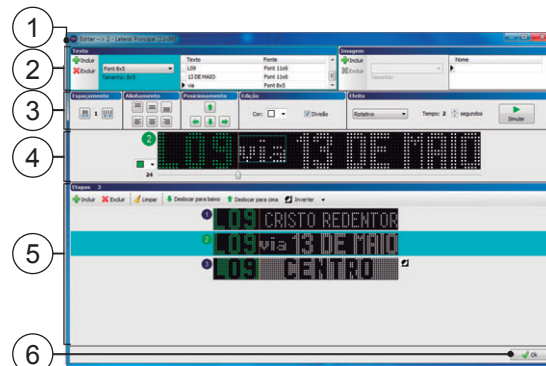 1
Editar --> 2 - Lateral Principal [11x96]
2
Texto
Incluir
Excluir
Font 8x5
Tamanho: 8x5
Texto Fonte
L09 Font 11x6
13 DE MAIO Font 11x6
via Font 8x5
Imagem
Incluir
Excluir
Tamanho:
Nome
3
Espaçamento Alinhamento Posicionamento Edição Efeito
1
Cor:
Divisão
Rotativo
Tempo: 2 segundos
Simular
4
2
L09 via 13 DE MAIO
24
5
Etapas 3
Incluir Excluir Limpar Deslocar para baixo Deslocar para cima Inverter
1 L09 CRISTO REDENTOR
2 L09 via 13 DE MAIO
3 L09 CENTRO
6
Ok